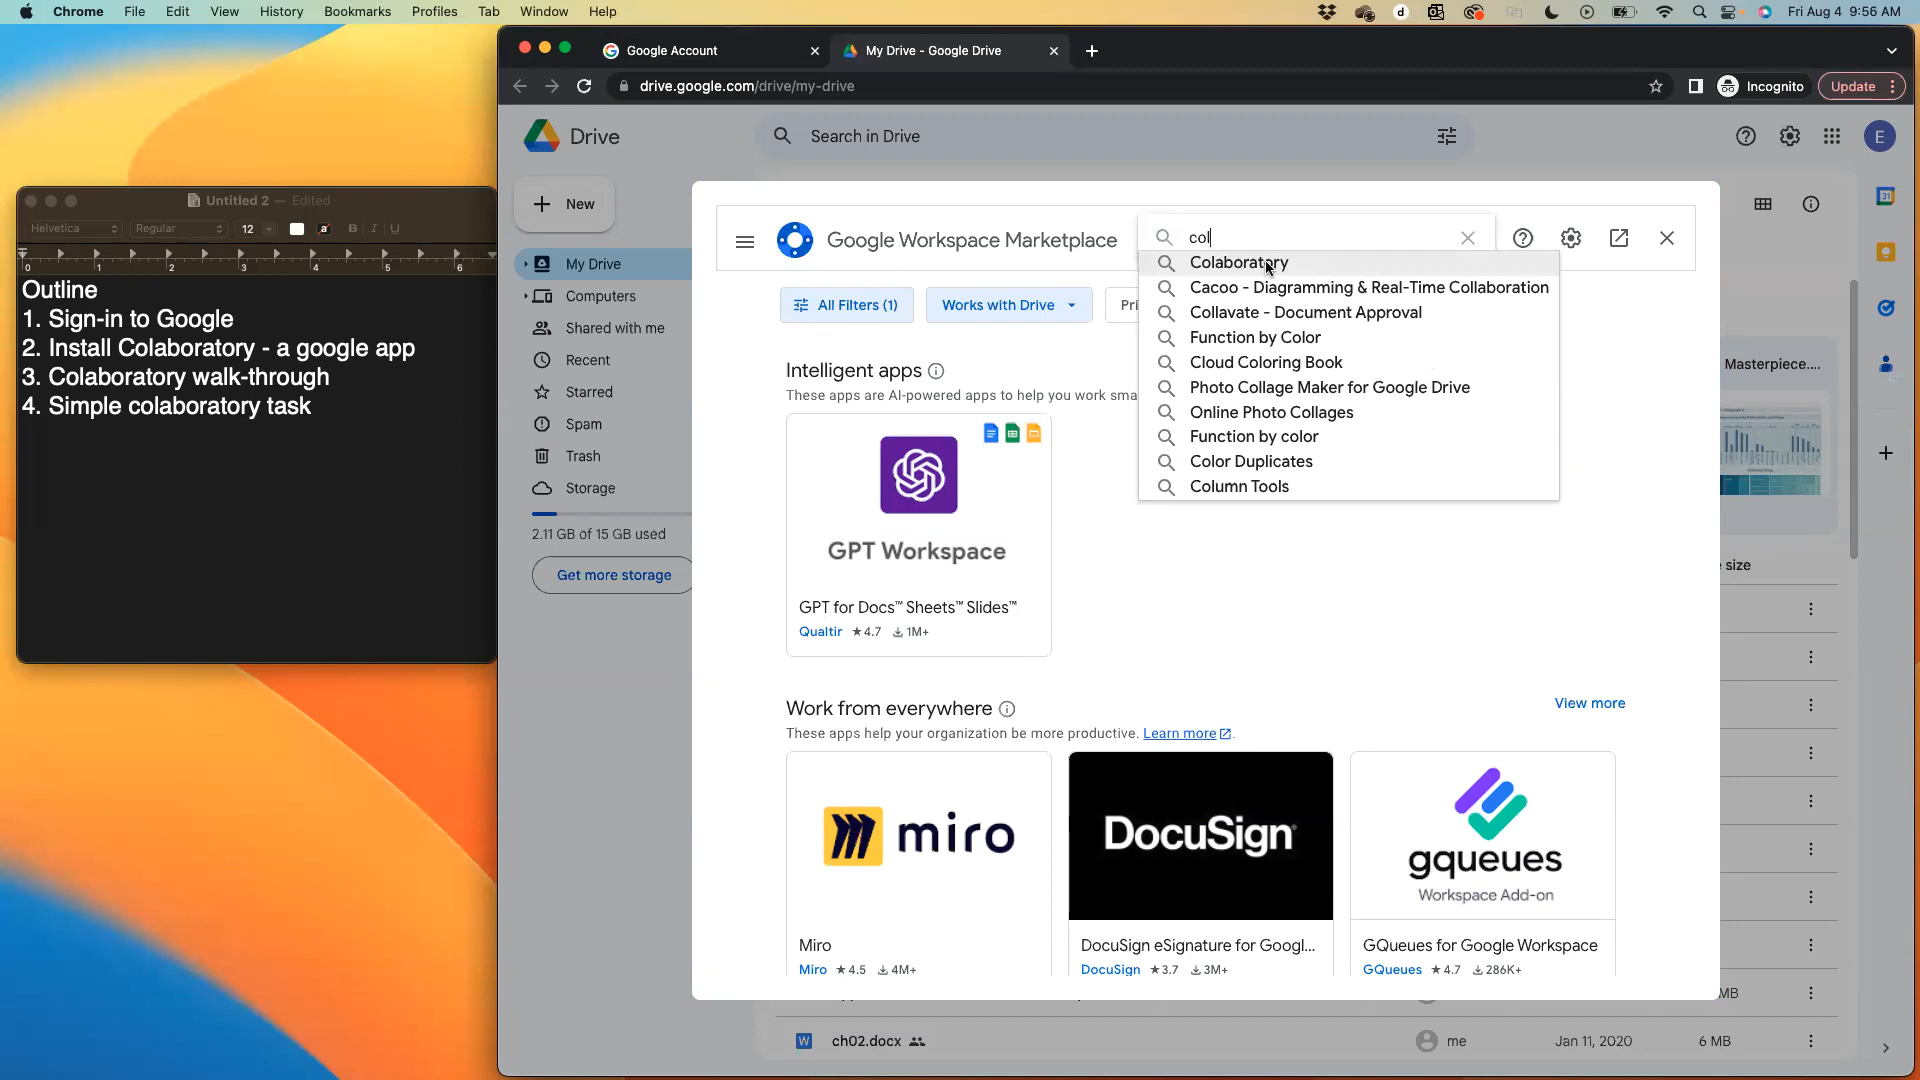 Chrome File Edit View History Bookmarks Profiles Tab Window Help
Fri Aug 4 9:56 AM
Google Account
My Drive - Google Drive
drive.google.com/drive/my-drive
Incognito
Update
Drive
Search in Drive
E
Untitled 2 — Edited
Helvetica Regular 12 a B I U
0 1 2 3 4 5 6
Outline
1. Sign-in to Google
2. Install Colaboratory - a google app
3. Colaboratory walk-through
4. Simple colaboratory task
New
My Drive
Computers
Shared with me
Recent
Starred
Spam
Trash
Storage
2.11 GB of 15 GB used
Get more storage
Google Workspace Marketplace
col
Colaboratory
Cacoo - Diagramming & Real-Time Collaboration
Collavate - Document Approval
Function by Color
Cloud Coloring Book
Photo Collage Maker for Google Drive
Online Photo Collages
Function by color
Color Duplicates
Column Tools
All Filters (1)
Works with Drive
Pri
Intelligent apps
These apps are AI-powered apps to help you work sma
GPT Workspace
GPT for Docs™ Sheets™ Slides™
Qualtir ★4.7 1M+
Work from everywhere
View more
These apps help your organization be more productive. Learn more.
miro
Miro
Miro ★4.5 4M+
DocuSign
DocuSign eSignature for Googl...
DocuSign ★3.7 3M+
gqueues
Workspace Add-on
GQueues for Google Workspace
GQueues ★4.7 286K+
Masterpiece....
size
MB
W ch02.docx me Jan 11, 2020 6 MB